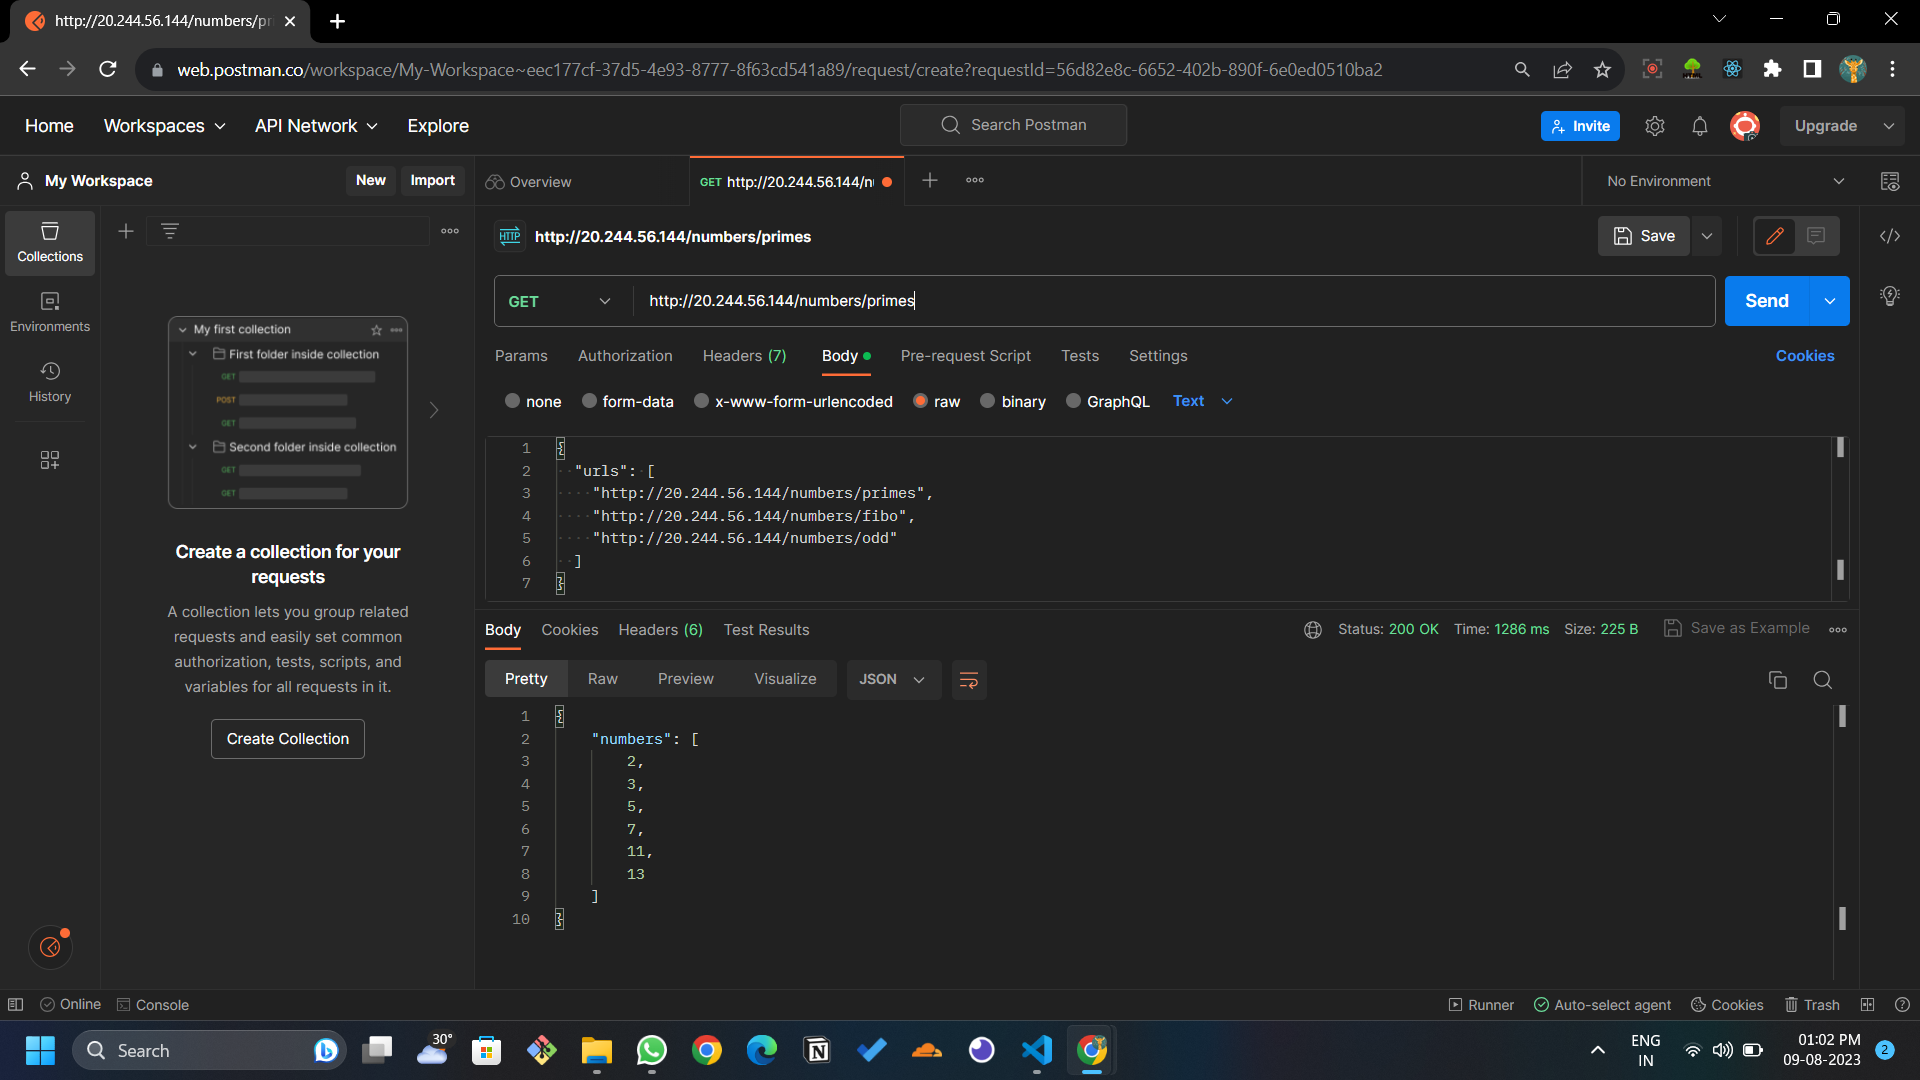 http://20.244.56.144/numbers/pri
web.postman.co/workspace/My-Workspace~eec177cf-37d5-4e93-8777-8f63cd541a89/request/create?requestId=56d82e8c-6652-402b-890f-6e0ed0510ba2
Home Workspaces API Network Explore Search Postman Invite Upgrade
My Workspace New Import Overview GET http://20.244.56.144/n No Environment
Collections
Environments
History
HTTP http://20.244.56.144/numbers/primes Save
GET http://20.244.56.144/numbers/primes Send
Params Authorization Headers (7) Body Pre-request Script Tests Settings Cookies
none form-data x-www-form-urlencoded raw binary GraphQL Text
1 {
2 "urls": [
3 "http://20.244.56.144/numbers/primes",
4 "http://20.244.56.144/numbers/fibo",
5 "http://20.244.56.144/numbers/odd"
6 ]
7 }
My first collection
First folder inside collection
GET
POST
GET
Second folder inside collection
GET
GET
Create a collection for your
requests
A collection lets you group related
requests and easily set common
authorization, tests, scripts, and
variables for all requests in it.
Create Collection
Body Cookies Headers (6) Test Results Status: 200 OK Time: 1286 ms Size: 225 B Save as Example
Pretty Raw Preview Visualize JSON
1 {
2 "numbers": [
3 2,
4 3,
5 5,
6 7,
7 11,
8 13
9 ]
10 }
Online Console Runner Auto-select agent Cookies Trash
Search 30° ENG 01:02 PM
IN 09-08-2023 2